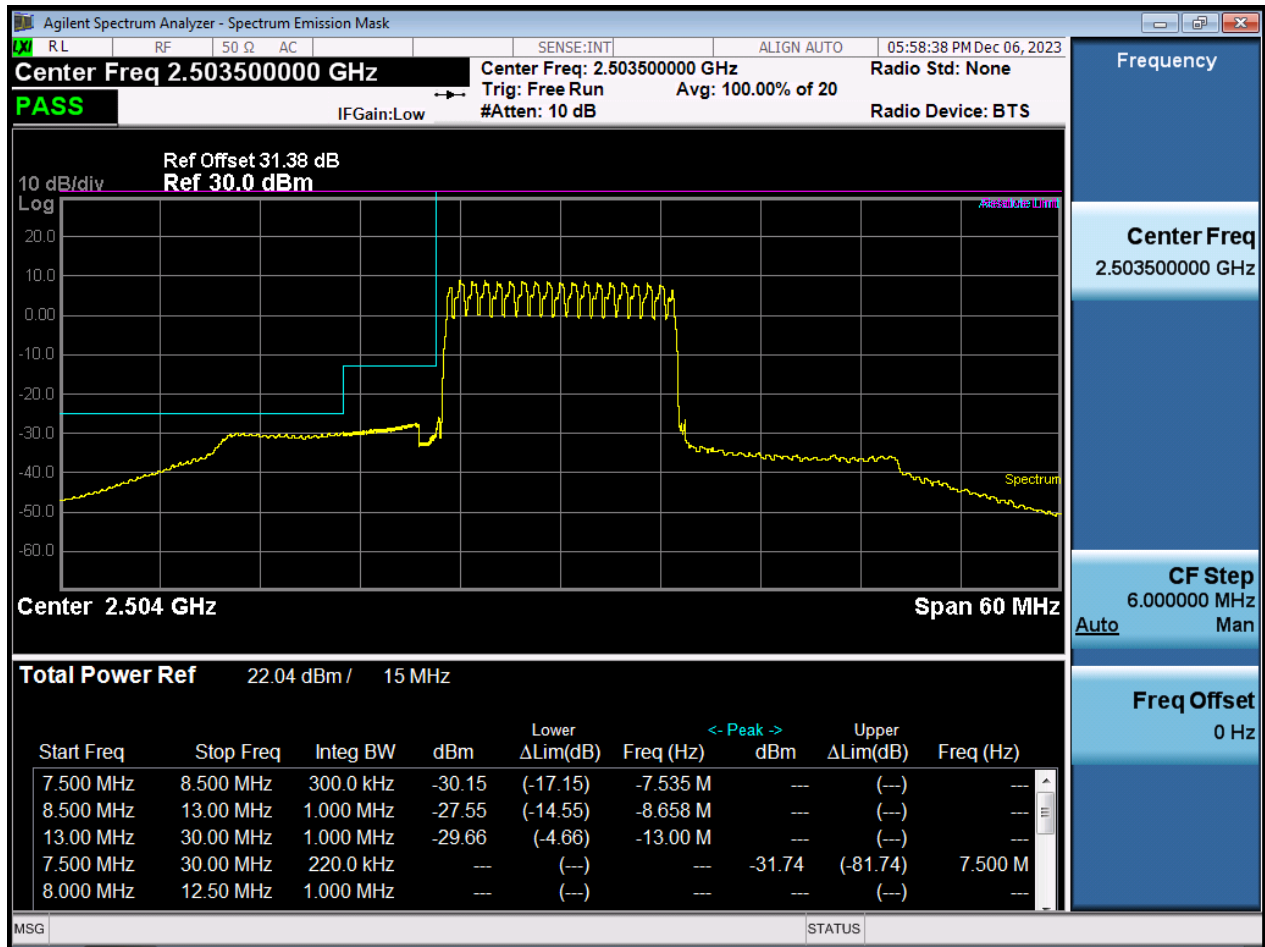 Agilent Spectrum Analyzer - Spectrum Emission Mask
LXI RL RF 50 Ω AC SENSE:INT ALIGN AUTO 05:58:38 PM Dec 06, 2023
Center Freq 2.503500000 GHz
Center Freq: 2.503500000 GHz Radio Std: None
Trig: Free Run Avg: 100.00% of 20
PASS IFGain:Low #Atten: 10 dB Radio Device: BTS
Ref Offset 31.38 dB
10 dB/div Ref 30.0 dBm
Log
Absolute Limit
20.0
10.0
0.00
-10.0
-20.0
-30.0
-40.0
Spectrum
-50.0
-60.0
Center 2.504 GHz Span 60 MHz
Total Power Ref 22.04 dBm / 15 MHz
Lower <- Peak -> Upper
Start Freq Stop Freq Integ BW dBm ΔLim(dB) Freq (Hz) dBm ΔLim(dB) Freq (Hz)
7.500 MHz 8.500 MHz 300.0 kHz -30.15 (-17.15) -7.535 M --- (---) ---
8.500 MHz 13.00 MHz 1.000 MHz -27.55 (-14.55) -8.658 M --- (---) ---
13.00 MHz 30.00 MHz 1.000 MHz -29.66 (-4.66) -13.00 M --- (---) ---
7.500 MHz 30.00 MHz 220.0 kHz --- (---) --- -31.74 (-81.74) 7.500 M
8.000 MHz 12.50 MHz 1.000 MHz --- (---) --- --- (---) ---
MSG STATUS
Frequency
Center Freq
2.503500000 GHz
CF Step
6.000000 MHz
Auto Man
Freq Offset
0 Hz